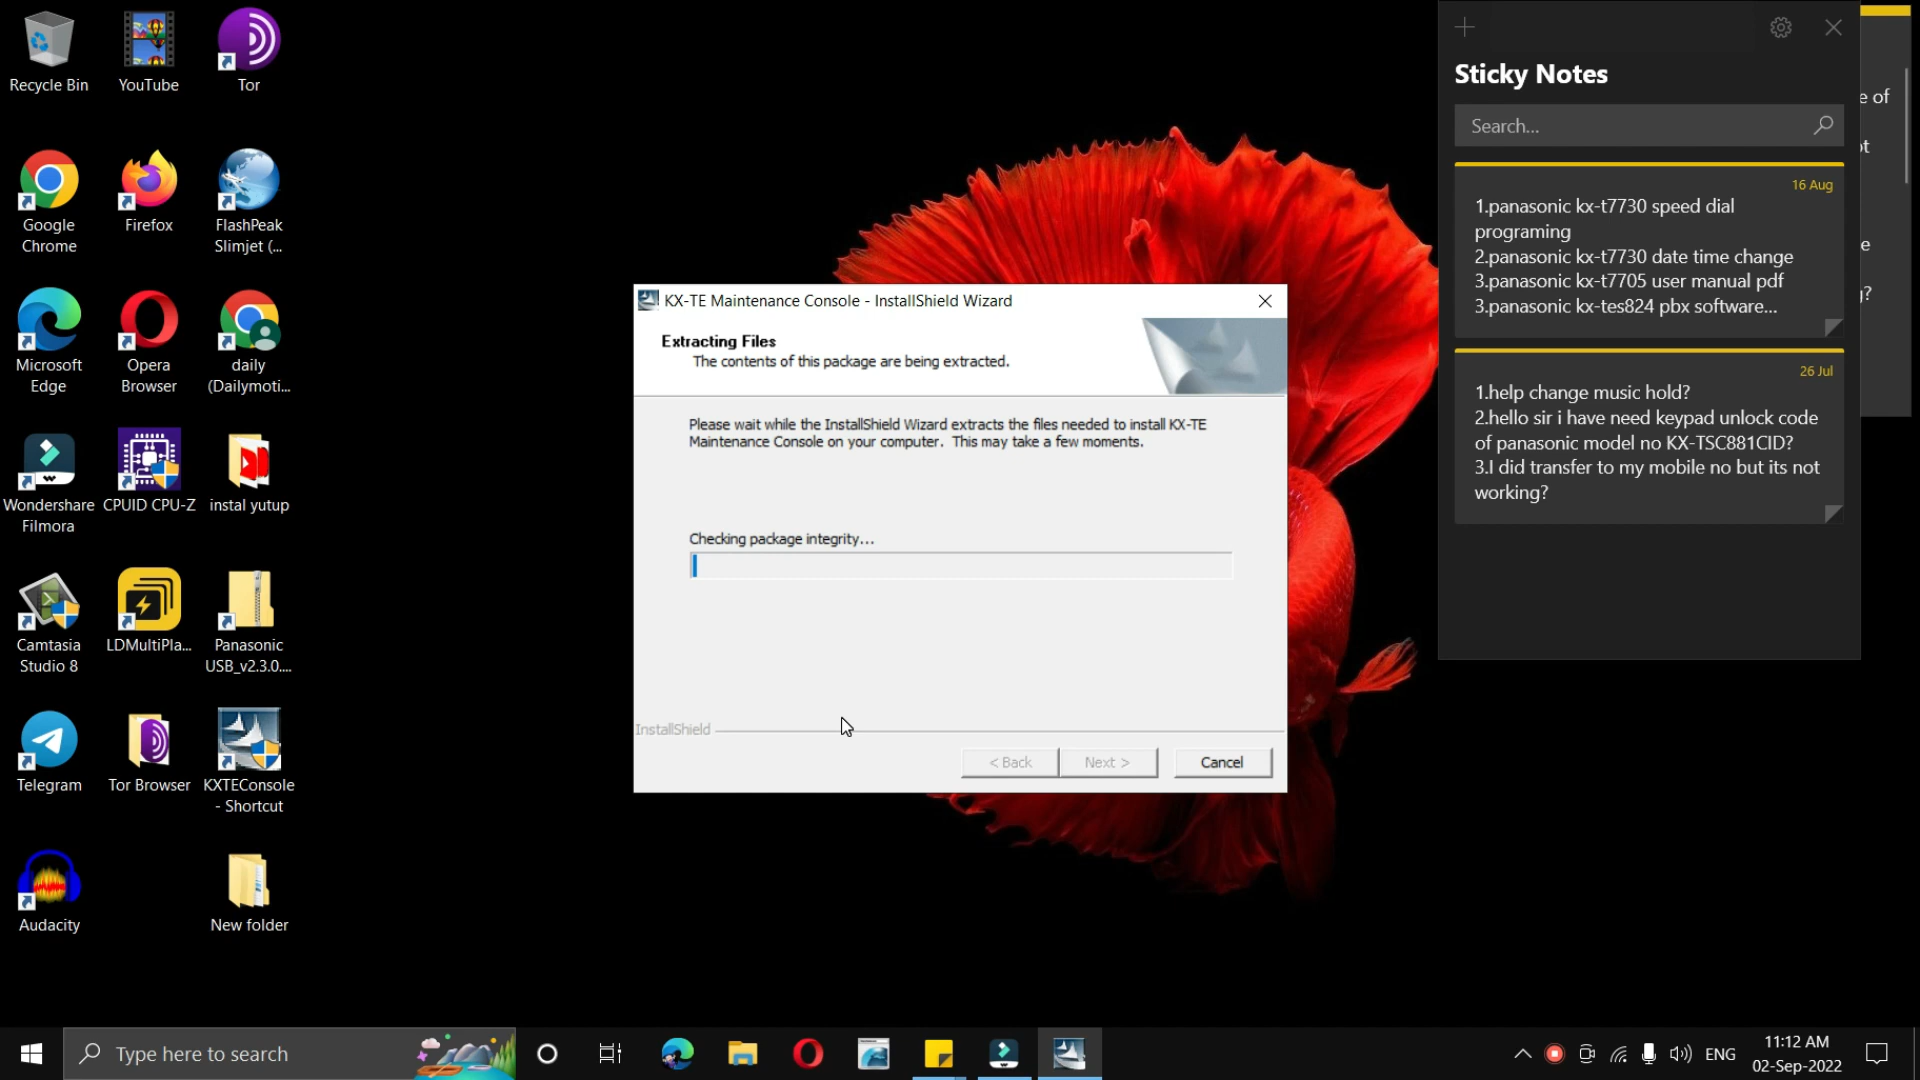 Recycle Bin
YouTube
Tor
Google
Chrome
Firefox
FlashPeak
Slimjet (...
Microsoft
Edge
Opera
Browser
daily
(Dailymoti...
Wondershare
Filmora
CPUID CPU-Z
instal yutup
Camtasia
Studio 8
LDMultiPla...
Panasonic
USB_v2.3.0....
Telegram
Tor Browser
KXTEConsole
- Shortcut
Audacity
New folder
KX-TE Maintenance Console - InstallShield Wizard
Extracting Files
The contents of this package are being extracted.
Please wait while the InstallShield Wizard extracts the files needed to install KX-TE
Maintenance Console on your computer. This may take a few moments.
Checking package integrity...
InstallShield
< Back
Next >
Cancel
Sticky Notes
Search...
16 Aug
1.panasonic kx-t7730 speed dial
programing
2.panasonic kx-t7730 date time change
3.panasonic kx-t7705 user manual pdf
3.panasonic kx-tes824 pbx software...
26 Jul
1.help change music hold?
2.hello sir i have need keypad unlock code
of panasonic model no KX-TSC881CID?
3.I did transfer to my mobile no but its not
working?
e of
Type here to search
ENG
11:12 AM
02-Sep-2022